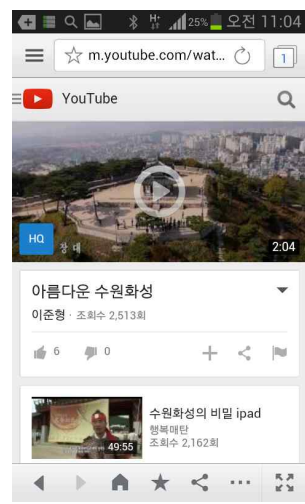 25% 오전 11:04
m.youtube.com/wat... 1
YouTube
HQ
창 대
2:04
아름다운 수원화성
이준형 · 조회수 2,513회
6 0
수원화성의 비밀 ipad
행복매탄
조회수 2,162회
49:55